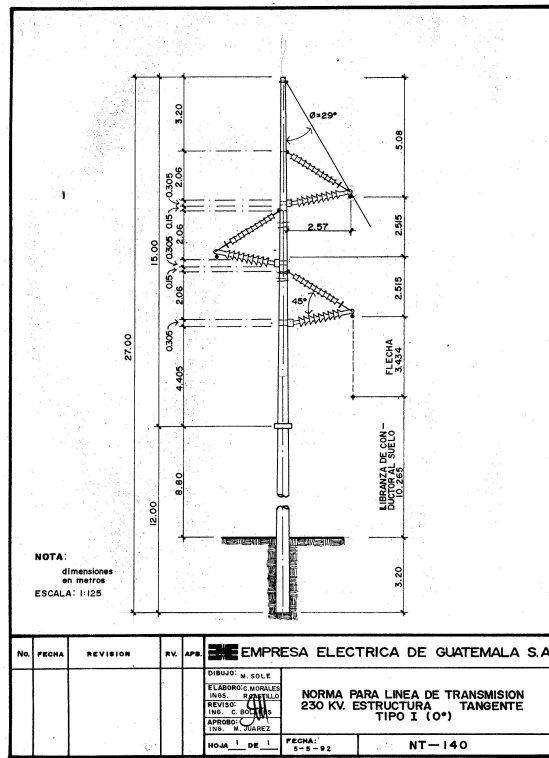 Ø=29°
3.20
5.08
0.305
2.06
0.15
2.57
2.515
0.305
2.06
15.00
0.15
2.515
45°
2.06
0.305
27.00
FLECHA
3.434
4.405
LIBRANZA DE CON-
DUCTOR AL SUELO
10.265
8.80
12.00
3.20
NOTA:
dimensiones
en metros
ESCALA: 1:125
No. FECHA REVISION RV. APB.
EMPRESA ELECTRICA DE GUATEMALA S.A
DIBUJO: M. SOLE
ELABORO: C.MORALES
INGS. R.CASTILLO
REVISO:
ING. C.
APROBO:
ING. M. JUAREZ
NORMA PARA LINEA DE TRANSMISION
230 KV. ESTRUCTURA TANGENTE
TIPO I (0°)
HOJA 1 DE 1
FECHA:
5-5-92
NT-140